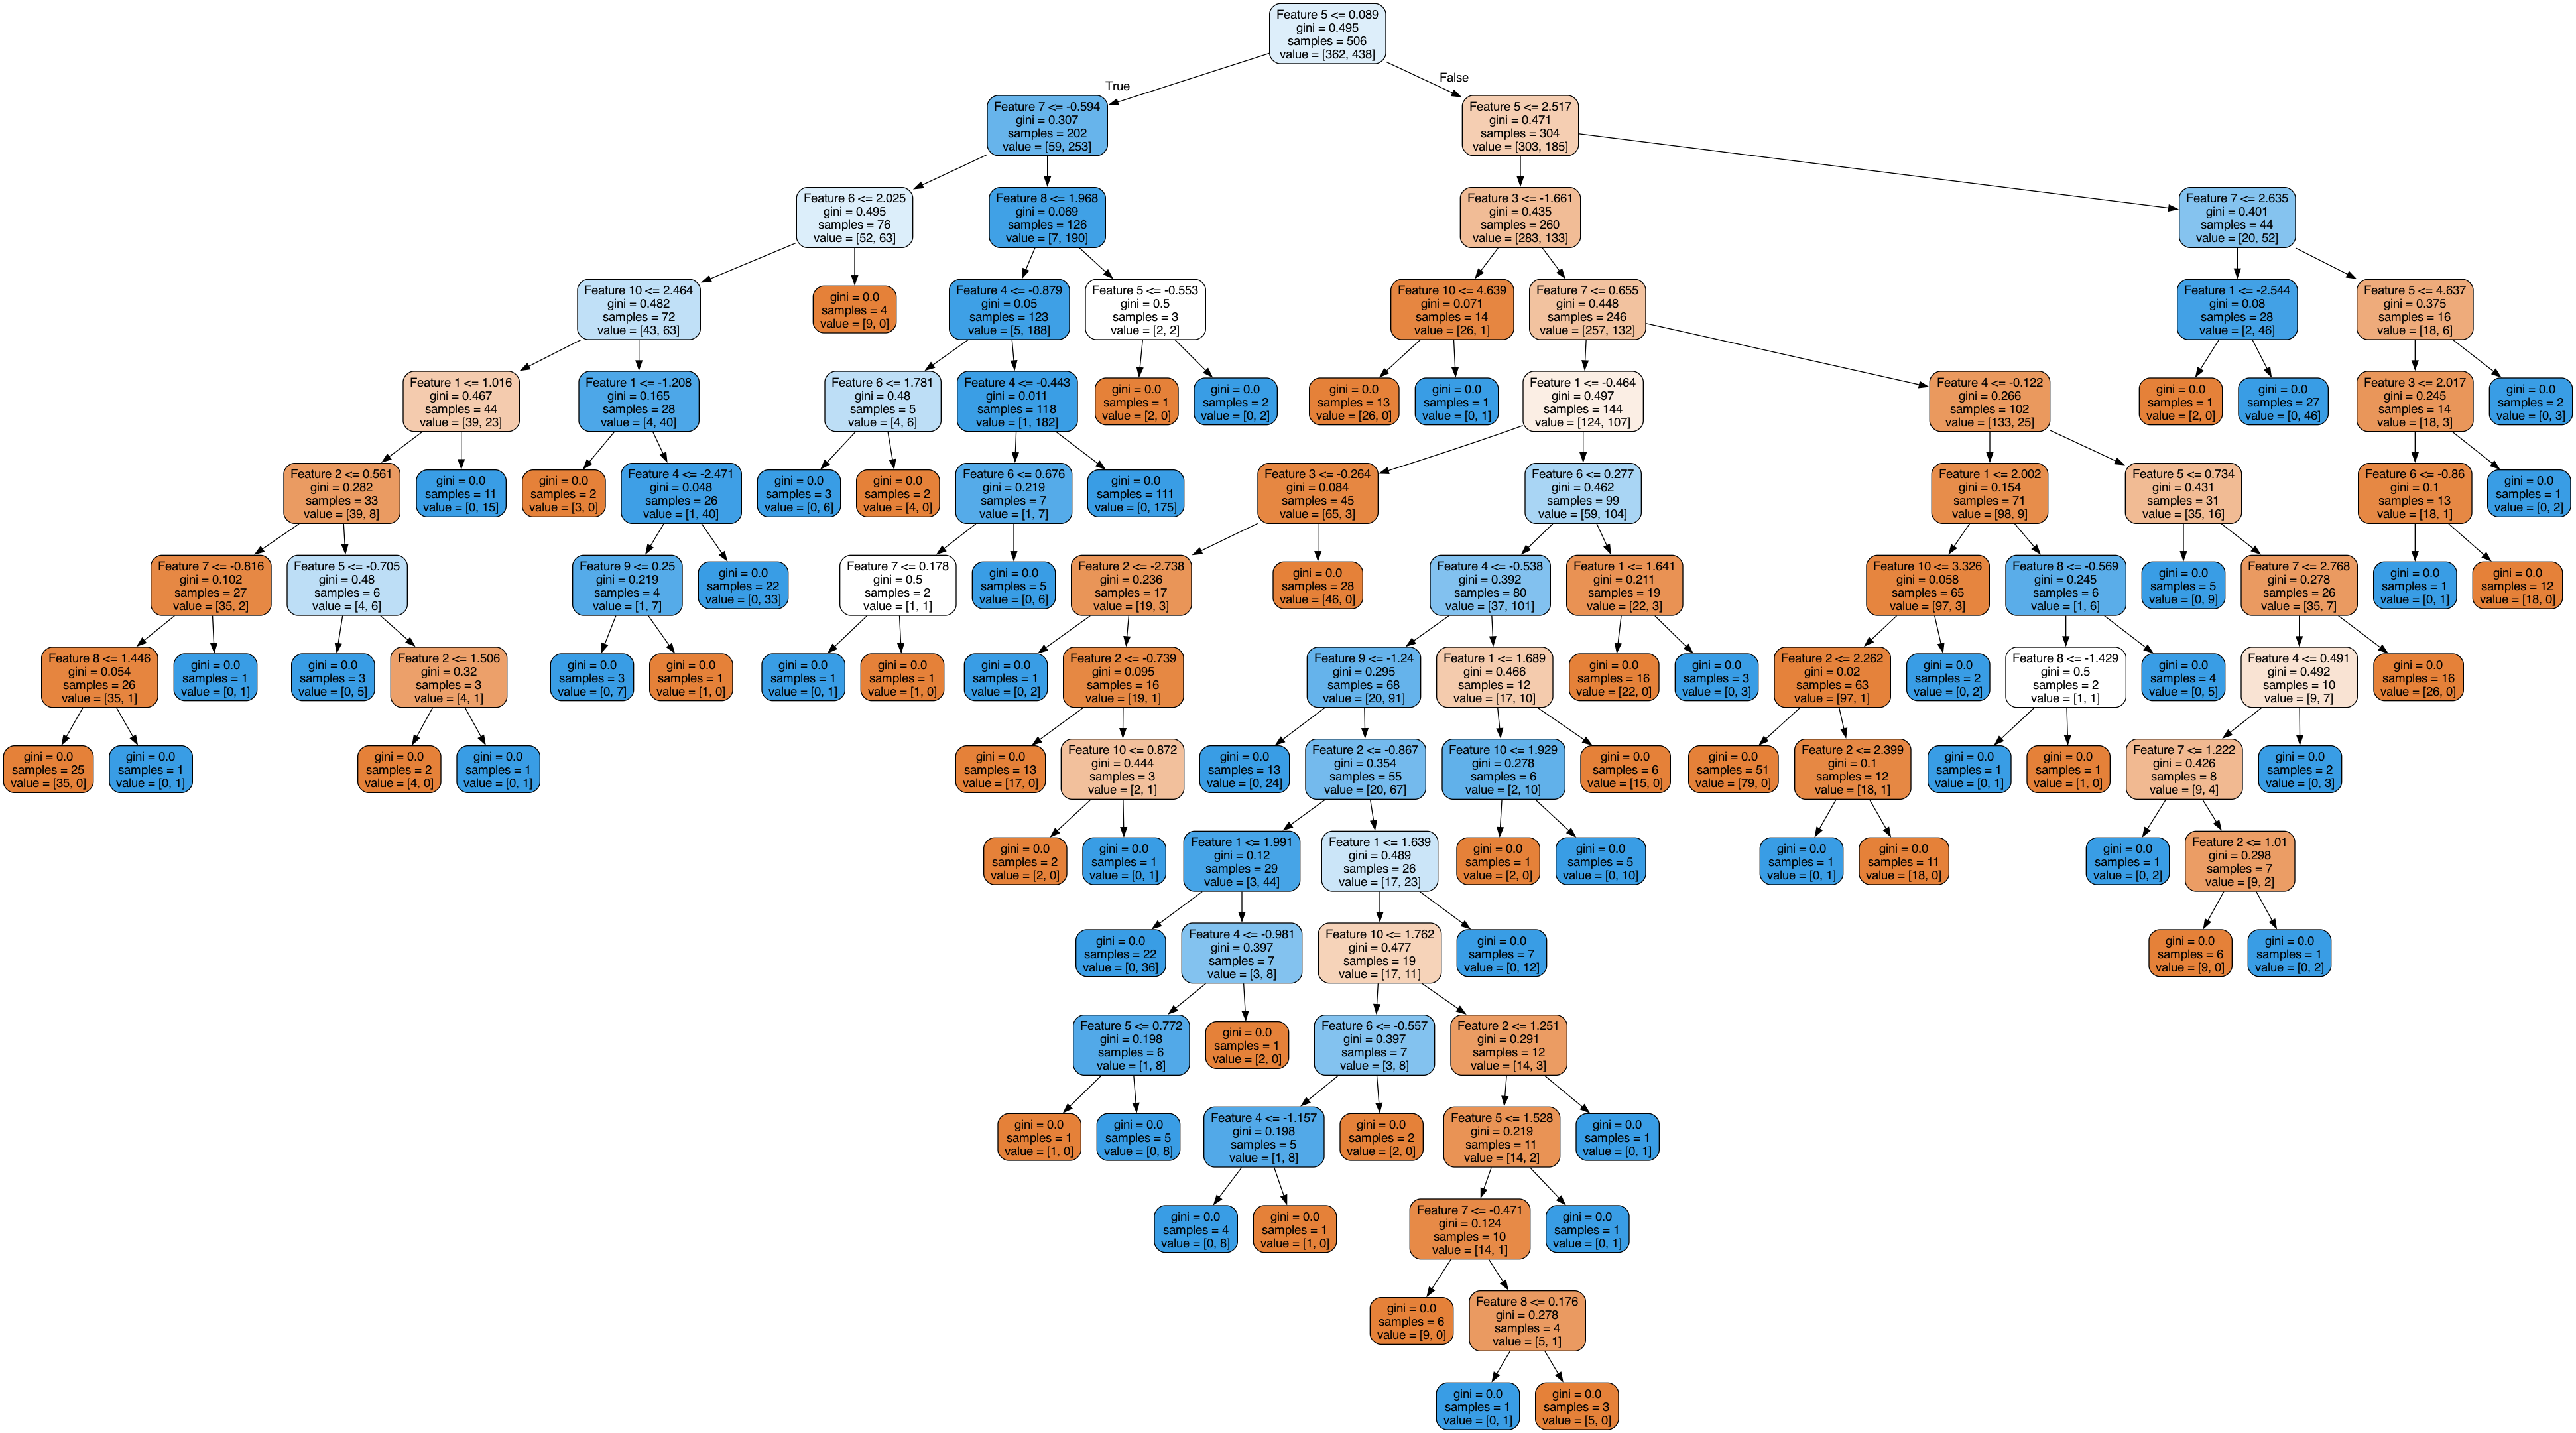 Feature 5 <= 0.089
gini = 0.495
samples = 506
value = [362, 438]
True
False
Feature 7 <= -0.594
gini = 0.307
samples = 202
value = [59, 253]
Feature 5 <= 2.517
gini = 0.471
samples = 304
value = [303, 185]
Feature 6 <= 2.025
gini = 0.495
samples = 76
value = [52, 63]
Feature 8 <= 1.968
gini = 0.069
samples = 126
value = [7, 190]
Feature 3 <= -1.661
gini = 0.435
samples = 260
value = [283, 133]
Feature 7 <= 2.635
gini = 0.401
samples = 44
value = [20, 52]
Feature 10 <= 2.464
gini = 0.482
samples = 72
value = [43, 63]
gini = 0.0
samples = 4
value = [9, 0]
Feature 4 <= -0.879
gini = 0.05
samples = 123
value = [5, 188]
Feature 5 <= -0.553
gini = 0.5
samples = 3
value = [2, 2]
Feature 10 <= 4.639
gini = 0.071
samples = 14
value = [26, 1]
Feature 7 <= 0.655
gini = 0.448
samples = 246
value = [257, 132]
Feature 1 <= -2.544
gini = 0.08
samples = 28
value = [2, 46]
Feature 5 <= 4.637
gini = 0.375
samples = 16
value = [18, 6]
Feature 1 <= 1.016
gini = 0.467
samples = 44
value = [39, 23]
Feature 1 <= -1.208
gini = 0.165
samples = 28
value = [4, 40]
Feature 6 <= 1.781
gini = 0.48
samples = 5
value = [4, 6]
Feature 4 <= -0.443
gini = 0.011
samples = 118
value = [1, 182]
gini = 0.0
samples = 1
value = [2, 0]
gini = 0.0
samples = 2
value = [0, 2]
gini = 0.0
samples = 13
value = [26, 0]
gini = 0.0
samples = 1
value = [0, 1]
Feature 1 <= -0.464
gini = 0.497
samples = 144
value = [124, 107]
Feature 4 <= -0.122
gini = 0.266
samples = 102
value = [133, 25]
gini = 0.0
samples = 1
value = [2, 0]
gini = 0.0
samples = 27
value = [0, 46]
Feature 3 <= 2.017
gini = 0.245
samples = 14
value = [18, 3]
gini = 0.0
samples = 2
value = [0, 3]
Feature 2 <= 0.561
gini = 0.282
samples = 33
value = [39, 8]
gini = 0.0
samples = 11
value = [0, 15]
gini = 0.0
samples = 2
value = [3, 0]
Feature 4 <= -2.471
gini = 0.048
samples = 26
value = [1, 40]
gini = 0.0
samples = 3
value = [0, 6]
gini = 0.0
samples = 2
value = [4, 0]
Feature 6 <= 0.676
gini = 0.219
samples = 7
value = [1, 7]
gini = 0.0
samples = 111
value = [0, 175]
Feature 3 <= -0.264
gini = 0.084
samples = 45
value = [65, 3]
Feature 6 <= 0.277
gini = 0.462
samples = 99
value = [59, 104]
Feature 1 <= 2.002
gini = 0.154
samples = 71
value = [98, 9]
Feature 5 <= 0.734
gini = 0.431
samples = 31
value = [35, 16]
Feature 6 <= -0.86
gini = 0.1
samples = 13
value = [18, 1]
gini = 0.0
samples = 1
value = [0, 2]
Feature 7 <= -0.816
gini = 0.102
samples = 27
value = [35, 2]
Feature 5 <= -0.705
gini = 0.48
samples = 6
value = [4, 6]
Feature 9 <= 0.25
gini = 0.219
samples = 4
value = [1, 7]
gini = 0.0
samples = 22
value = [0, 33]
Feature 7 <= 0.178
gini = 0.5
samples = 2
value = [1, 1]
gini = 0.0
samples = 5
value = [0, 6]
Feature 2 <= -2.738
gini = 0.236
samples = 17
value = [19, 3]
gini = 0.0
samples = 28
value = [46, 0]
Feature 4 <= -0.538
gini = 0.392
samples = 80
value = [37, 101]
Feature 1 <= 1.641
gini = 0.211
samples = 19
value = [22, 3]
Feature 10 <= 3.326
gini = 0.058
samples = 65
value = [97, 3]
Feature 8 <= -0.569
gini = 0.245
samples = 6
value = [1, 6]
gini = 0.0
samples = 5
value = [0, 9]
Feature 7 <= 2.768
gini = 0.278
samples = 26
value = [35, 7]
gini = 0.0
samples = 1
value = [0, 1]
gini = 0.0
samples = 12
value = [18, 0]
Feature 8 <= 1.446
gini = 0.054
samples = 26
value = [35, 1]
gini = 0.0
samples = 1
value = [0, 1]
gini = 0.0
samples = 3
value = [0, 5]
Feature 2 <= 1.506
gini = 0.32
samples = 3
value = [4, 1]
gini = 0.0
samples = 3
value = [0, 7]
gini = 0.0
samples = 1
value = [1, 0]
gini = 0.0
samples = 1
value = [0, 1]
gini = 0.0
samples = 1
value = [1, 0]
gini = 0.0
samples = 1
value = [0, 2]
Feature 2 <= -0.739
gini = 0.095
samples = 16
value = [19, 1]
Feature 9 <= -1.24
gini = 0.295
samples = 68
value = [20, 91]
Feature 1 <= 1.689
gini = 0.466
samples = 12
value = [17, 10]
gini = 0.0
samples = 16
value = [22, 0]
gini = 0.0
samples = 3
value = [0, 3]
Feature 2 <= 2.262
gini = 0.02
samples = 63
value = [97, 1]
gini = 0.0
samples = 2
value = [0, 2]
Feature 8 <= -1.429
gini = 0.5
samples = 2
value = [1, 1]
gini = 0.0
samples = 4
value = [0, 5]
Feature 4 <= 0.491
gini = 0.492
samples = 10
value = [9, 7]
gini = 0.0
samples = 16
value = [26, 0]
gini = 0.0
samples = 25
value = [35, 0]
gini = 0.0
samples = 1
value = [0, 1]
gini = 0.0
samples = 2
value = [4, 0]
gini = 0.0
samples = 1
value = [0, 1]
gini = 0.0
samples = 13
value = [17, 0]
Feature 10 <= 0.872
gini = 0.444
samples = 3
value = [2, 1]
gini = 0.0
samples = 13
value = [0, 24]
Feature 2 <= -0.867
gini = 0.354
samples = 55
value = [20, 67]
Feature 10 <= 1.929
gini = 0.278
samples = 6
value = [2, 10]
gini = 0.0
samples = 6
value = [15, 0]
gini = 0.0
samples = 51
value = [79, 0]
Feature 2 <= 2.399
gini = 0.1
samples = 12
value = [18, 1]
gini = 0.0
samples = 1
value = [0, 1]
gini = 0.0
samples = 1
value = [1, 0]
Feature 7 <= 1.222
gini = 0.426
samples = 8
value = [9, 4]
gini = 0.0
samples = 2
value = [0, 3]
gini = 0.0
samples = 2
value = [2, 0]
gini = 0.0
samples = 1
value = [0, 1]
Feature 1 <= 1.991
gini = 0.12
samples = 29
value = [3, 44]
Feature 1 <= 1.639
gini = 0.489
samples = 26
value = [17, 23]
gini = 0.0
samples = 1
value = [2, 0]
gini = 0.0
samples = 5
value = [0, 10]
gini = 0.0
samples = 1
value = [0, 1]
gini = 0.0
samples = 11
value = [18, 0]
gini = 0.0
samples = 1
value = [0, 2]
Feature 2 <= 1.01
gini = 0.298
samples = 7
value = [9, 2]
gini = 0.0
samples = 22
value = [0, 36]
Feature 4 <= -0.981
gini = 0.397
samples = 7
value = [3, 8]
Feature 10 <= 1.762
gini = 0.477
samples = 19
value = [17, 11]
gini = 0.0
samples = 7
value = [0, 12]
gini = 0.0
samples = 6
value = [9, 0]
gini = 0.0
samples = 1
value = [0, 2]
Feature 5 <= 0.772
gini = 0.198
samples = 6
value = [1, 8]
gini = 0.0
samples = 1
value = [2, 0]
Feature 6 <= -0.557
gini = 0.397
samples = 7
value = [3, 8]
Feature 2 <= 1.251
gini = 0.291
samples = 12
value = [14, 3]
gini = 0.0
samples = 1
value = [1, 0]
gini = 0.0
samples = 5
value = [0, 8]
Feature 4 <= -1.157
gini = 0.198
samples = 5
value = [1, 8]
gini = 0.0
samples = 2
value = [2, 0]
Feature 5 <= 1.528
gini = 0.219
samples = 11
value = [14, 2]
gini = 0.0
samples = 1
value = [0, 1]
gini = 0.0
samples = 4
value = [0, 8]
gini = 0.0
samples = 1
value = [1, 0]
Feature 7 <= -0.471
gini = 0.124
samples = 10
value = [14, 1]
gini = 0.0
samples = 1
value = [0, 1]
gini = 0.0
samples = 6
value = [9, 0]
Feature 8 <= 0.176
gini = 0.278
samples = 4
value = [5, 1]
gini = 0.0
samples = 1
value = [0, 1]
gini = 0.0
samples = 3
value = [5, 0]